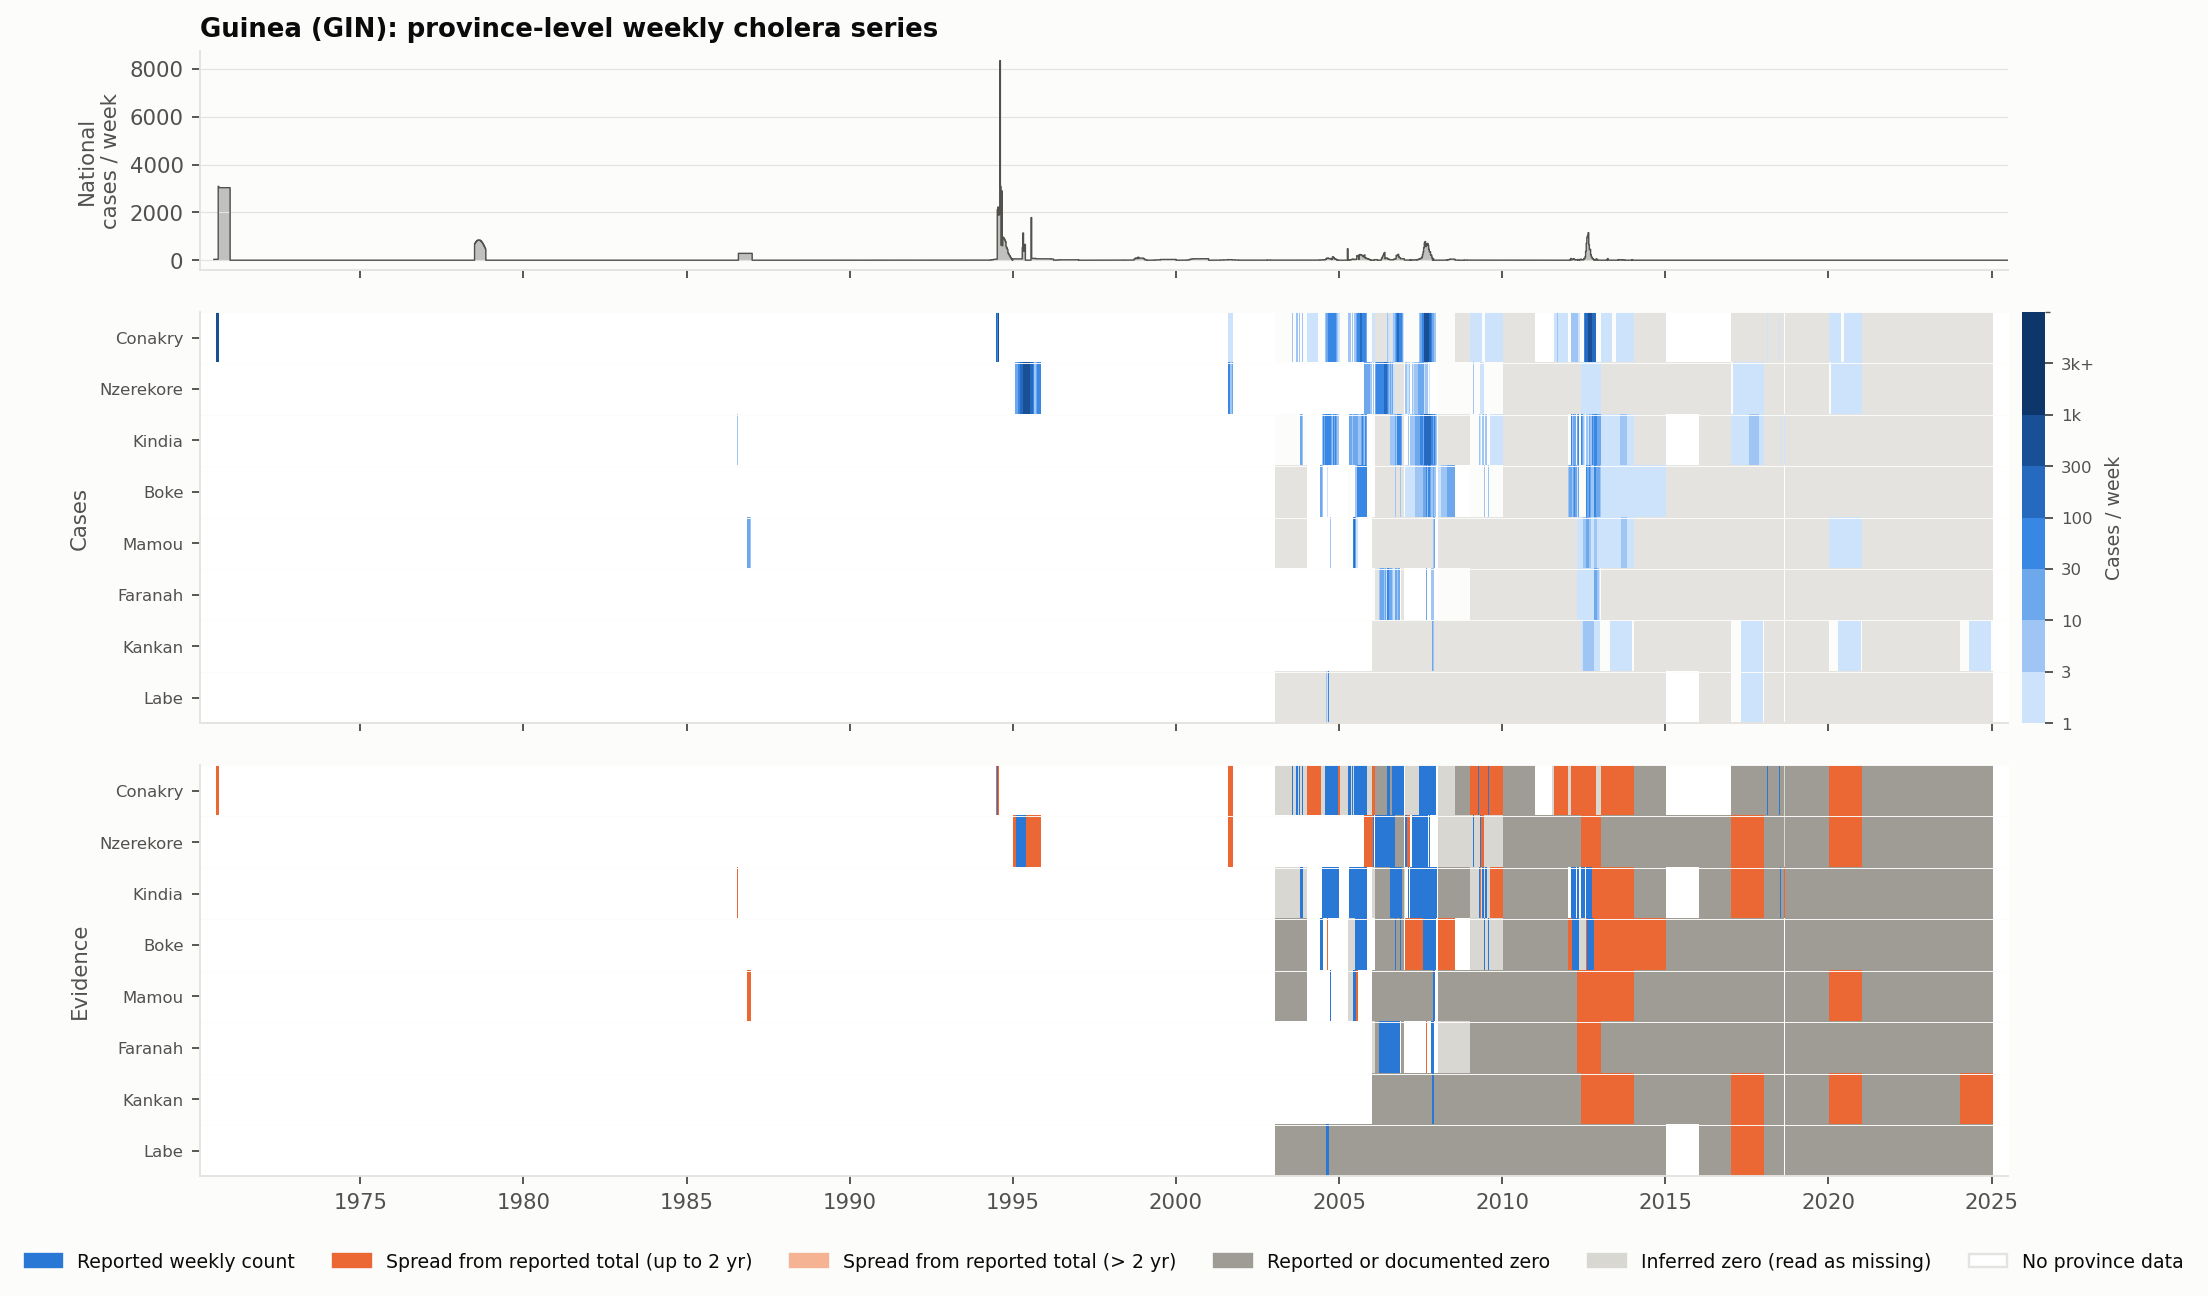 Guinea (GIN): province-level weekly cholera series
National
cases / week
8000
6000
4000
2000
0
Cases
Conakry
Nzerekore
Kindia
Boke
Mamou
Faranah
Kankan
Labe
3k+
1k
300
100
30
10
3
1
Cases / week
Evidence
Conakry
Nzerekore
Kindia
Boke
Mamou
Faranah
Kankan
Labe
1975 1980 1985 1990 1995 2000 2005 2010 2015 2020 2025
Reported weekly count Spread from reported total (up to 2 yr) Spread from reported total (> 2 yr) Reported or documented zero Inferred zero (read as missing) No province data